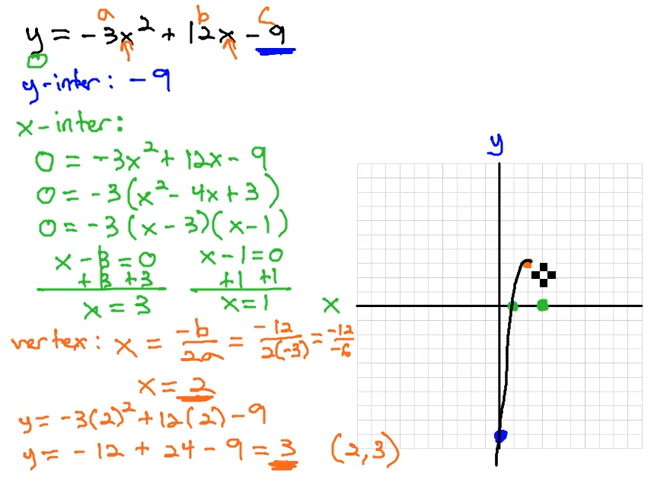 a b c
y = -3x² + 12x - 9
0
y-inter: -9
x-inter:
0 = -3x² + 12x - 9
0 = -3(x² - 4x + 3)
0 = -3(x - 3)(x - 1)
x - 3 = 0 x - 1 = 0
+3 +3 +1 +1
x = 3 x = 1
vertex: x = -b/2a = -12/2(-3) = -12/-6
x = 2
y = -3(2)² + 12(2) - 9
y = -12 + 24 - 9 = 3 (2,3)
y
x